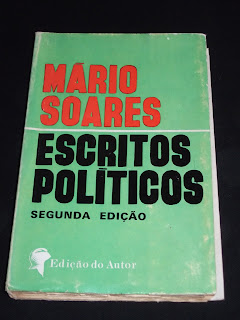 MÁRIO
SOARES
ESCRITOS
POLÍTICOS
SEGUNDA EDIÇÃO
Edição do Autor